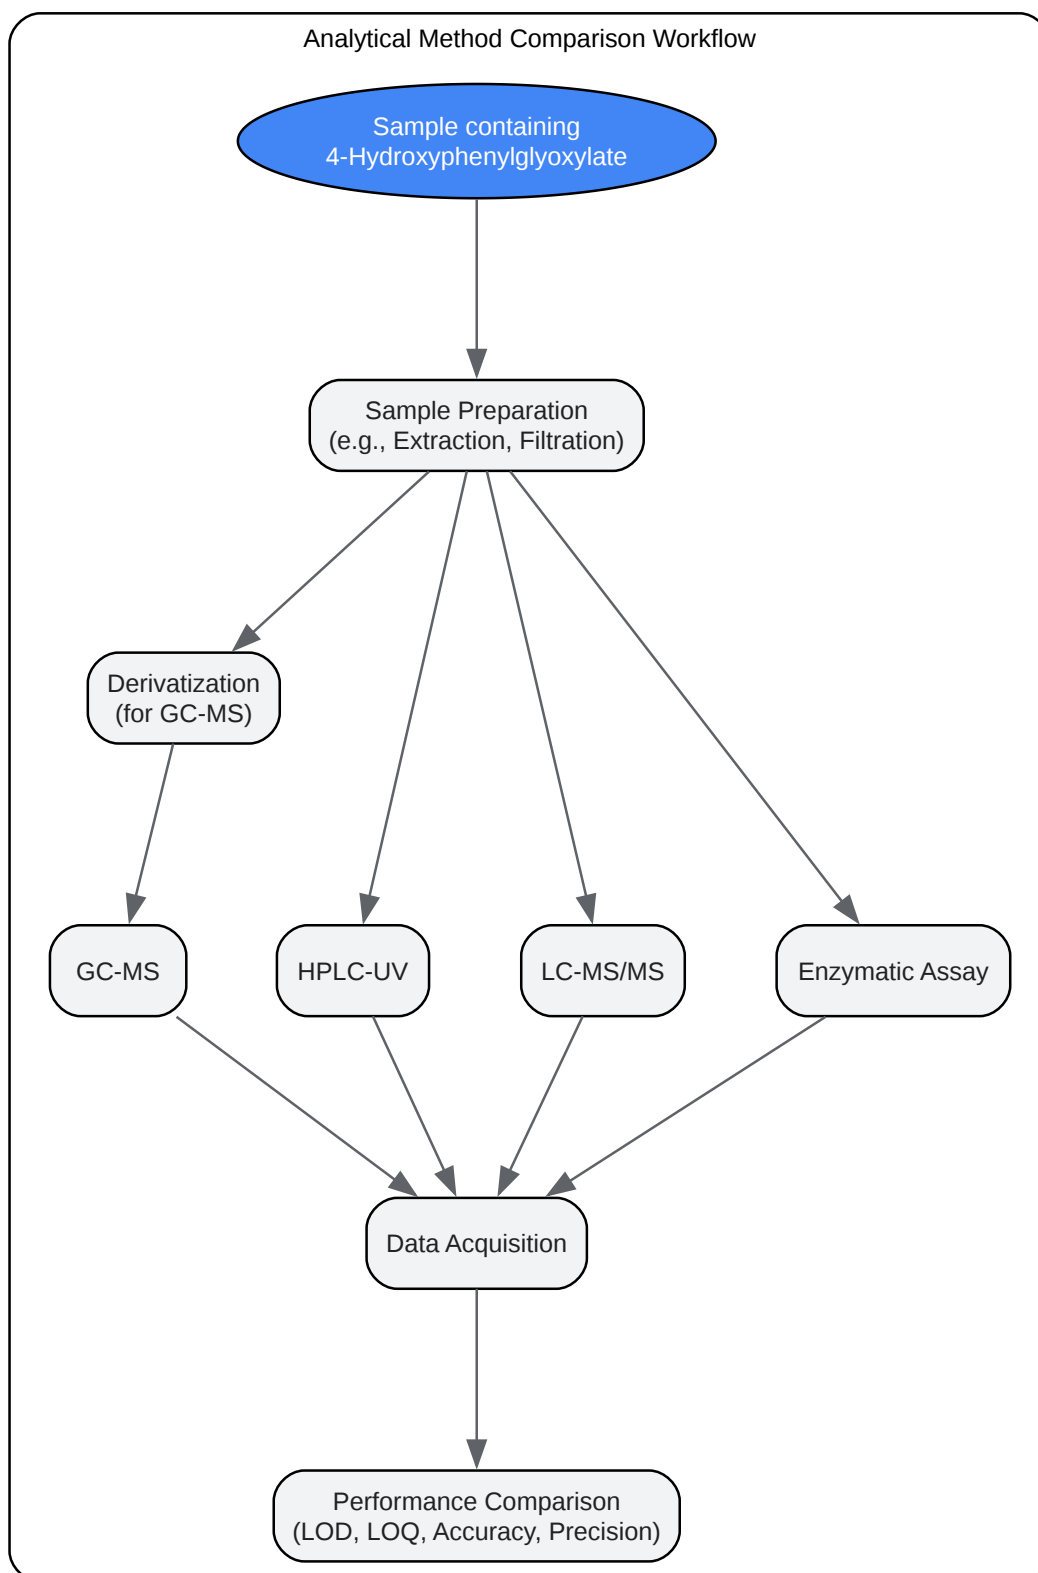 Analytical Method Comparison Workflow
Sample containing
4-Hydroxyphenylglyoxylate
Sample Preparation
(e.g., Extraction, Filtration)
Derivatization
(for GC-MS)
GC-MS
HPLC-UV
LC-MS/MS
Enzymatic Assay
Data Acquisition
Performance Comparison
(LOD, LOQ, Accuracy, Precision)